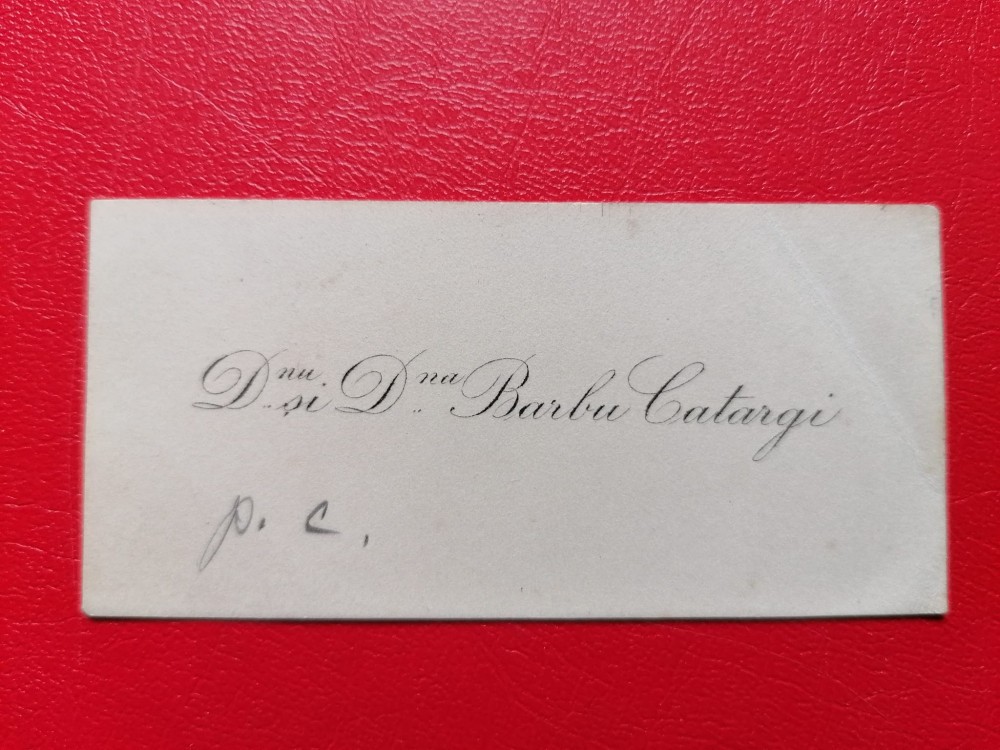 Dnu și Dna Barbu Catargi
p. c.